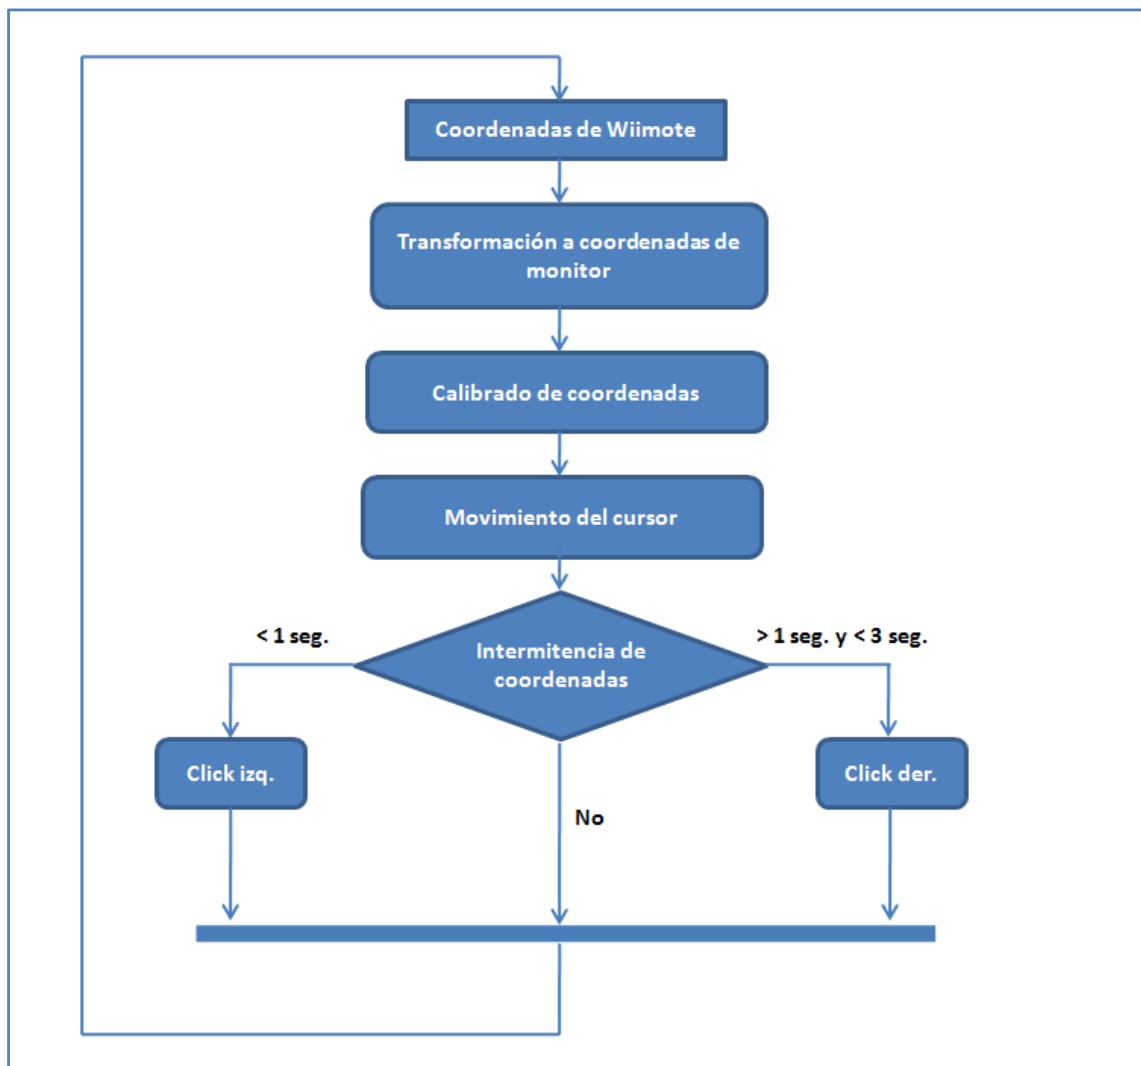 Coordenadas de Wiimote
Transformación a coordenadas de
monitor
Calibrado de coordenadas
Movimiento del cursor
< 1 seg.
> 1 seg. y < 3 seg.
Intermitencia de
coordenadas
Click izq.
Click der.
No